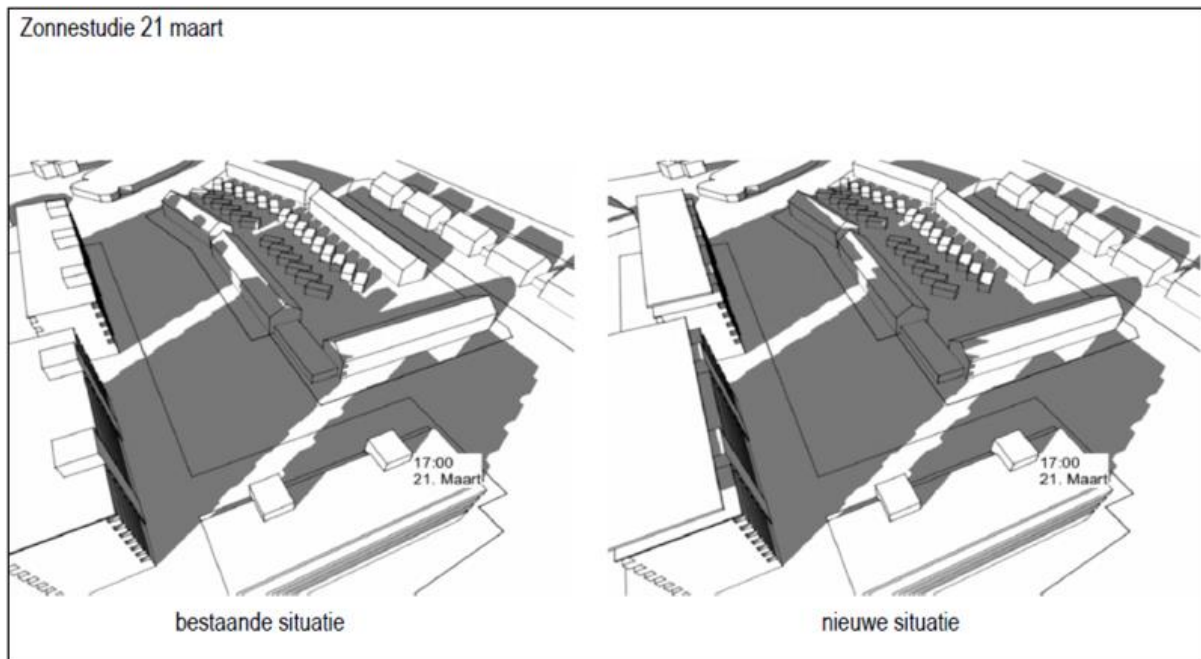 Zonnestudie 21 maart
17:00
21. Maart
17:00
21. Maart
bestaande situatie
nieuwe situatie